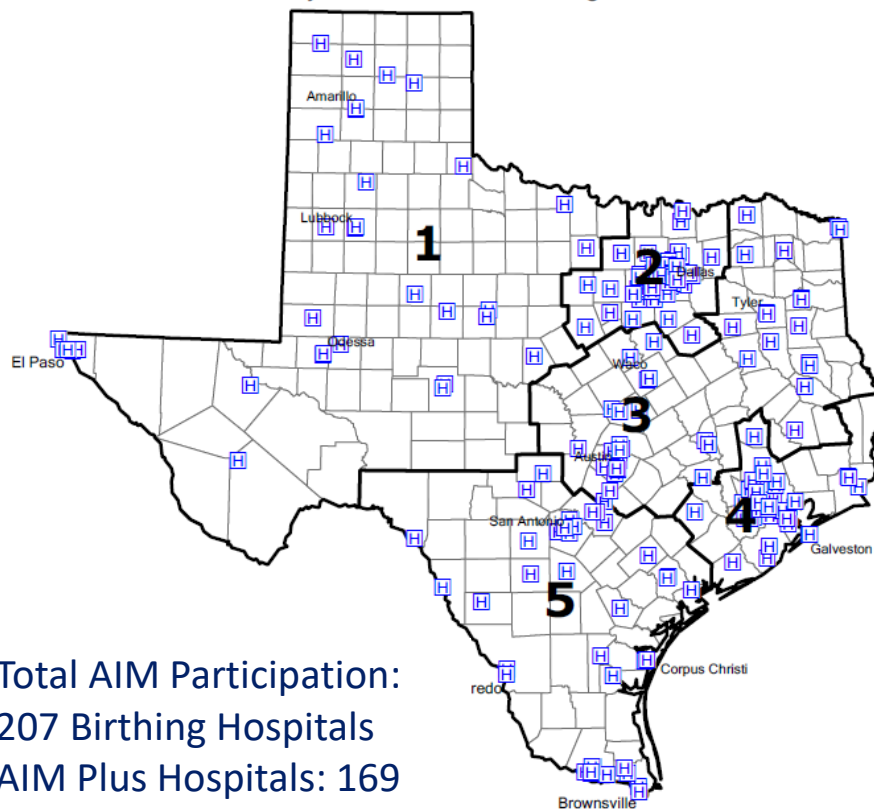 Amarillo
Lubbock
1
2
Dallas
Tyler
El Paso
Odessa
Waco
3
Austin
San Antonio
4
Galveston
5
Total AIM Participation:
207 Birthing Hospitals
AIM Plus Hospitals: 169
redo
Corpus Christi
Brownsville
H